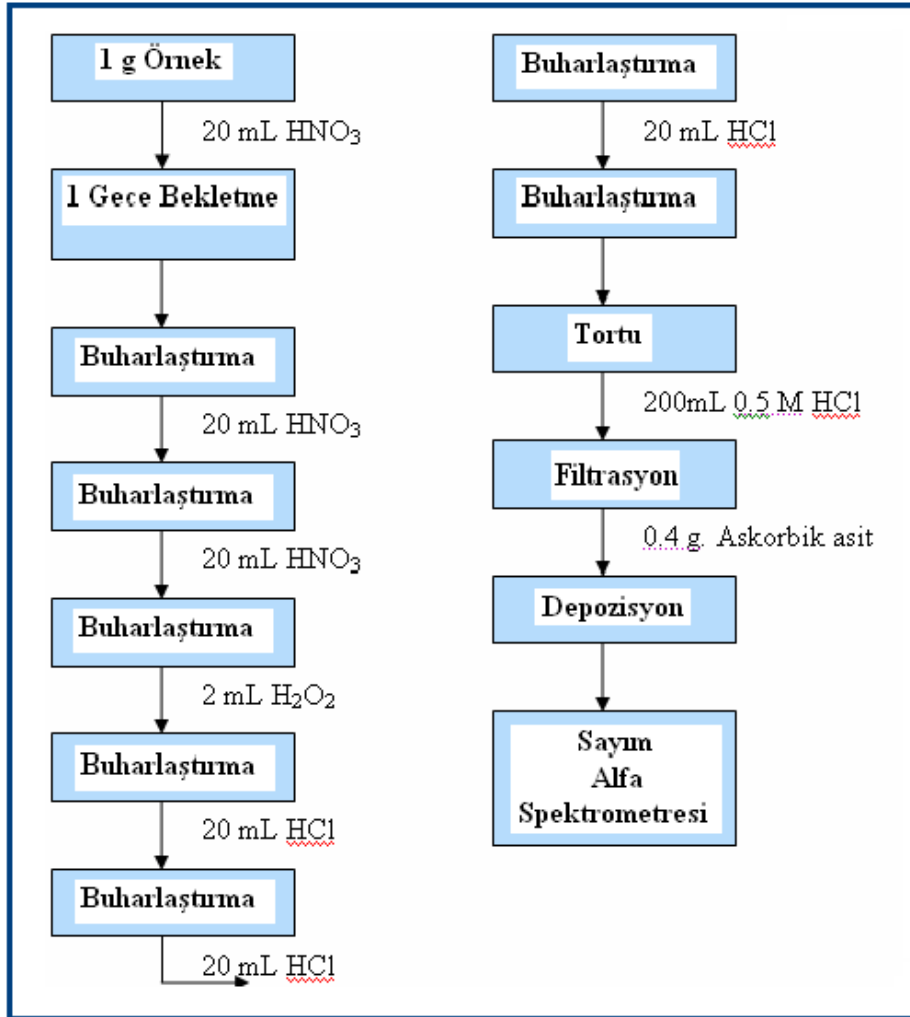 1 g Örnek
20 mL HNO₃
1 Gece Bekletme
Buharlaştırma
20 mL HNO₃
Buharlaştırma
20 mL HNO₃
Buharlaştırma
2 mL H₂O₂
Buharlaştırma
20 mL HCl
Buharlaştırma
20 mL HCl
Buharlaştırma
20 mL HCl
Buharlaştırma
Tortu
200mL 0.5 M HCl
Filtrasyon
0.4 g. Askorbik asit
Depozisyon
Sayım
Alfa
Spektrometresi